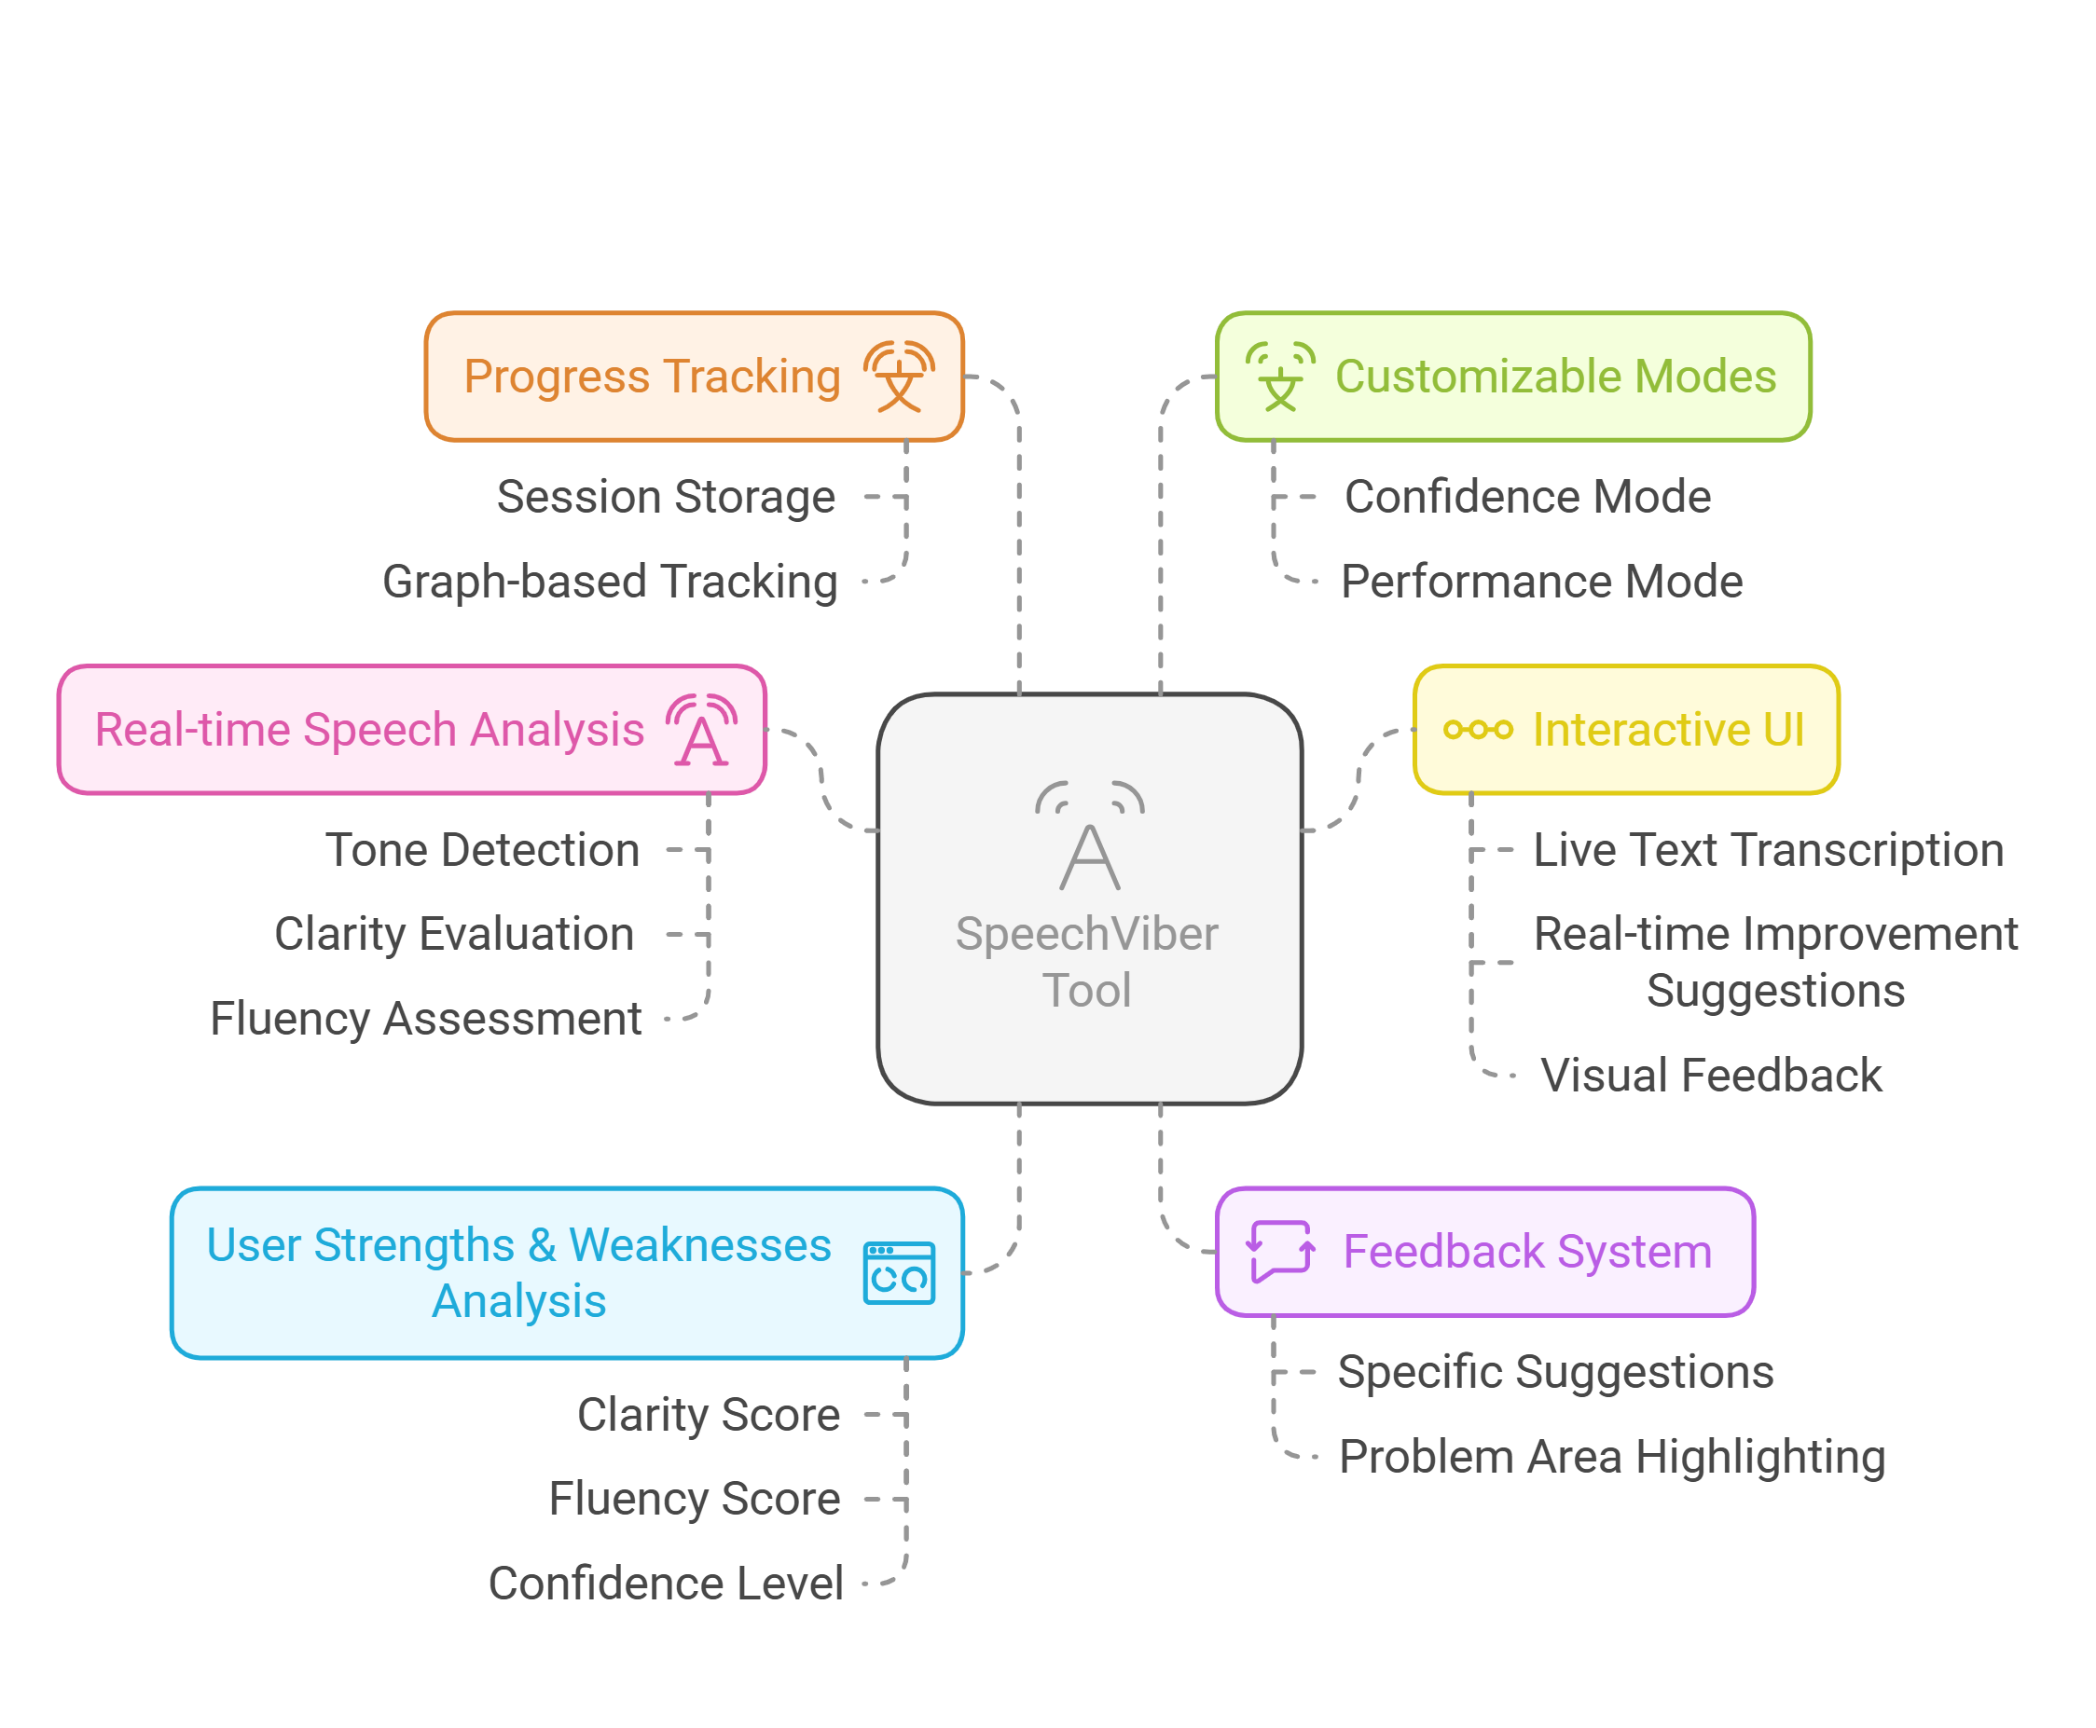 Progress Tracking
Session Storage
Graph-based Tracking
Customizable Modes
Confidence Mode
Performance Mode
Real-time Speech Analysis
Tone Detection
Clarity Evaluation
Fluency Assessment
SpeechViber
Tool
Interactive UI
Live Text Transcription
Real-time Improvement
Suggestions
Visual Feedback
User Strengths & Weaknesses
Analysis
Clarity Score
Fluency Score
Confidence Level
Feedback System
Specific Suggestions
Problem Area Highlighting